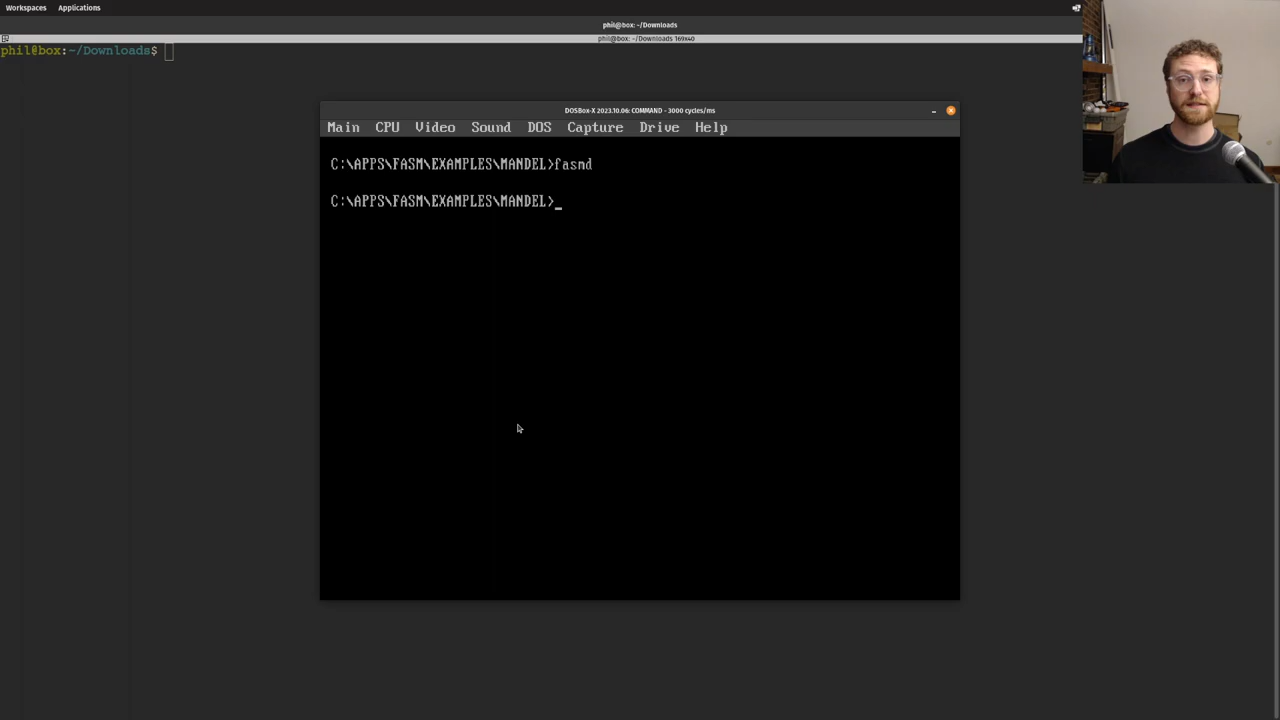 Workspaces Applications
phil@box: ~/Downloads
phil@box: ~/Downloads 169x40
phil@box:~/Downloads$
DOSBox-X 2023.10.06: COMMAND - 3000 cycles/ms
Main CPU Video Sound DOS Capture Drive Help
C:\APPS\FASM\EXAMPLES\MANDEL>fasmd
C:\APPS\FASM\EXAMPLES\MANDEL>_